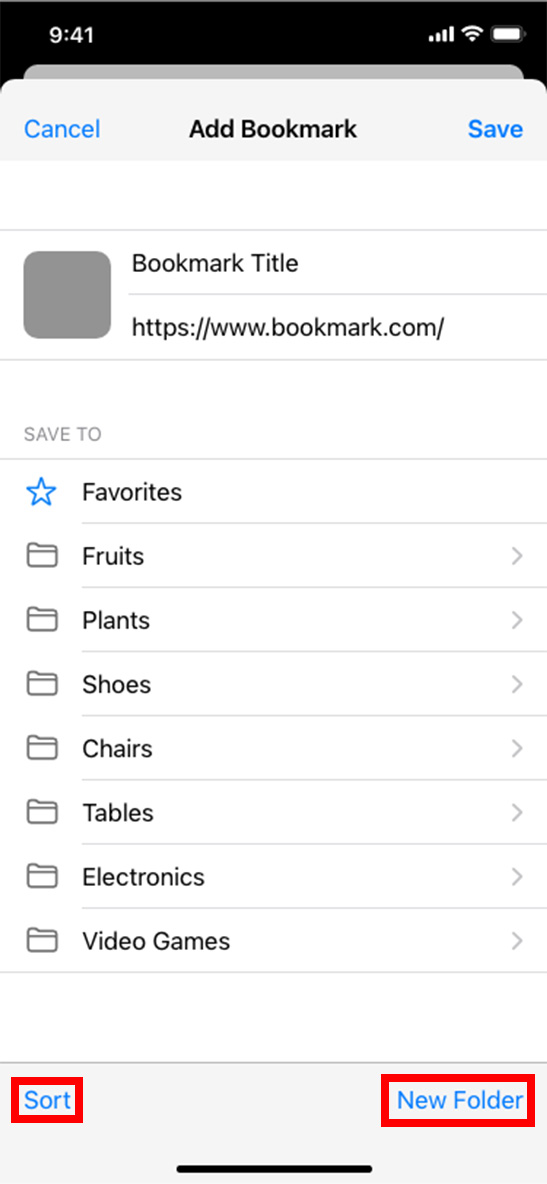 9:41
Cancel Add Bookmark Save
Bookmark Title
https://www.bookmark.com/
SAVE TO
Favorites
Fruits
Plants
Shoes
Chairs
Tables
Electronics
Video Games
Sort New Folder